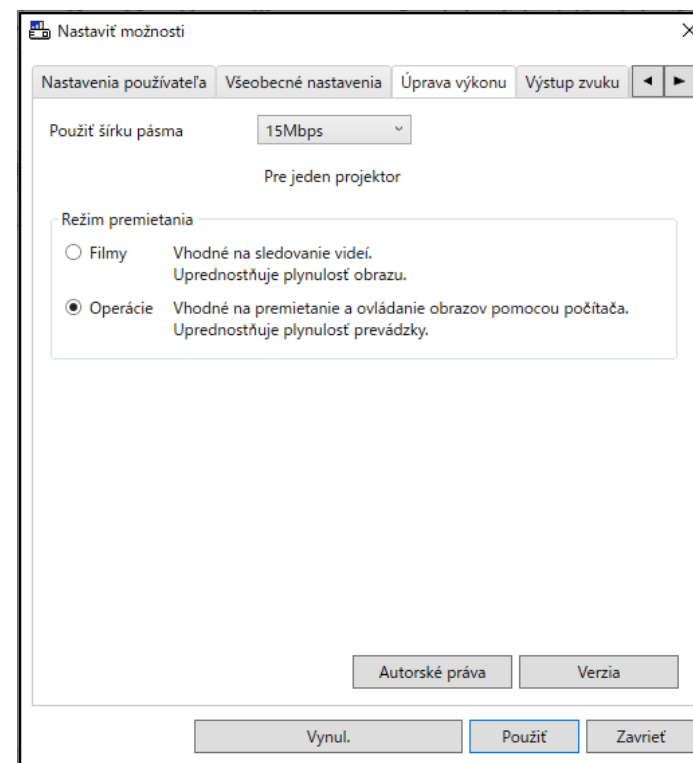 Nastaviť možnosti
Nastavenia používateľa Všeobecné nastavenia Úprava výkonu Výstup zvuku
Použiť šírku pásma 15Mbps
Pre jeden projektor
Režim premietania
Filmy Vhodné na sledovanie videí.
Uprednostňuje plynulosť obrazu.
Operácie Vhodné na premietanie a ovládanie obrazov pomocou počítača.
Uprednostňuje plynulosť prevádzky.
Autorské práva Verzia
Vynul. Použiť Zavrieť